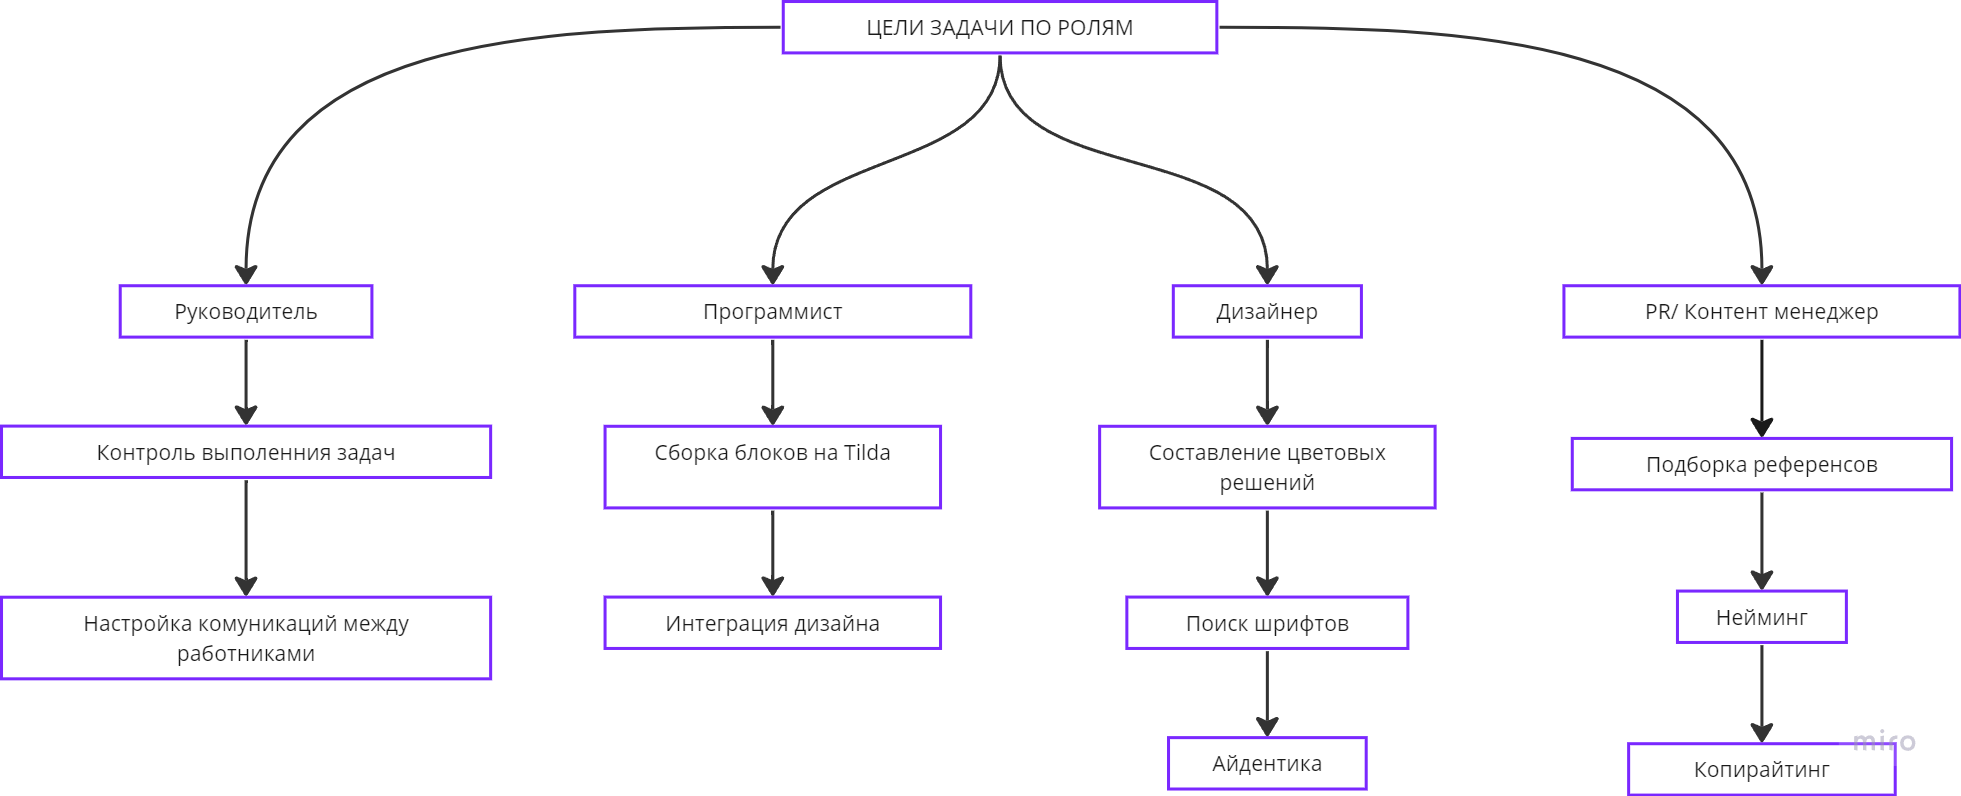 ЦЕЛИ ЗАДАЧИ ПО РОЛЯМ
Руководитель
Программист
Дизайнер
PR/ Контент менеджер
Контроль выполенния задач
Сборка блоков на Tilda
Составление цветовых
решений
Подборка референсов
Настройка комуникаций между
работниками
Интеграция дизайна
Поиск шрифтов
Нейминг
Айдентика
Копирайтинг
miro